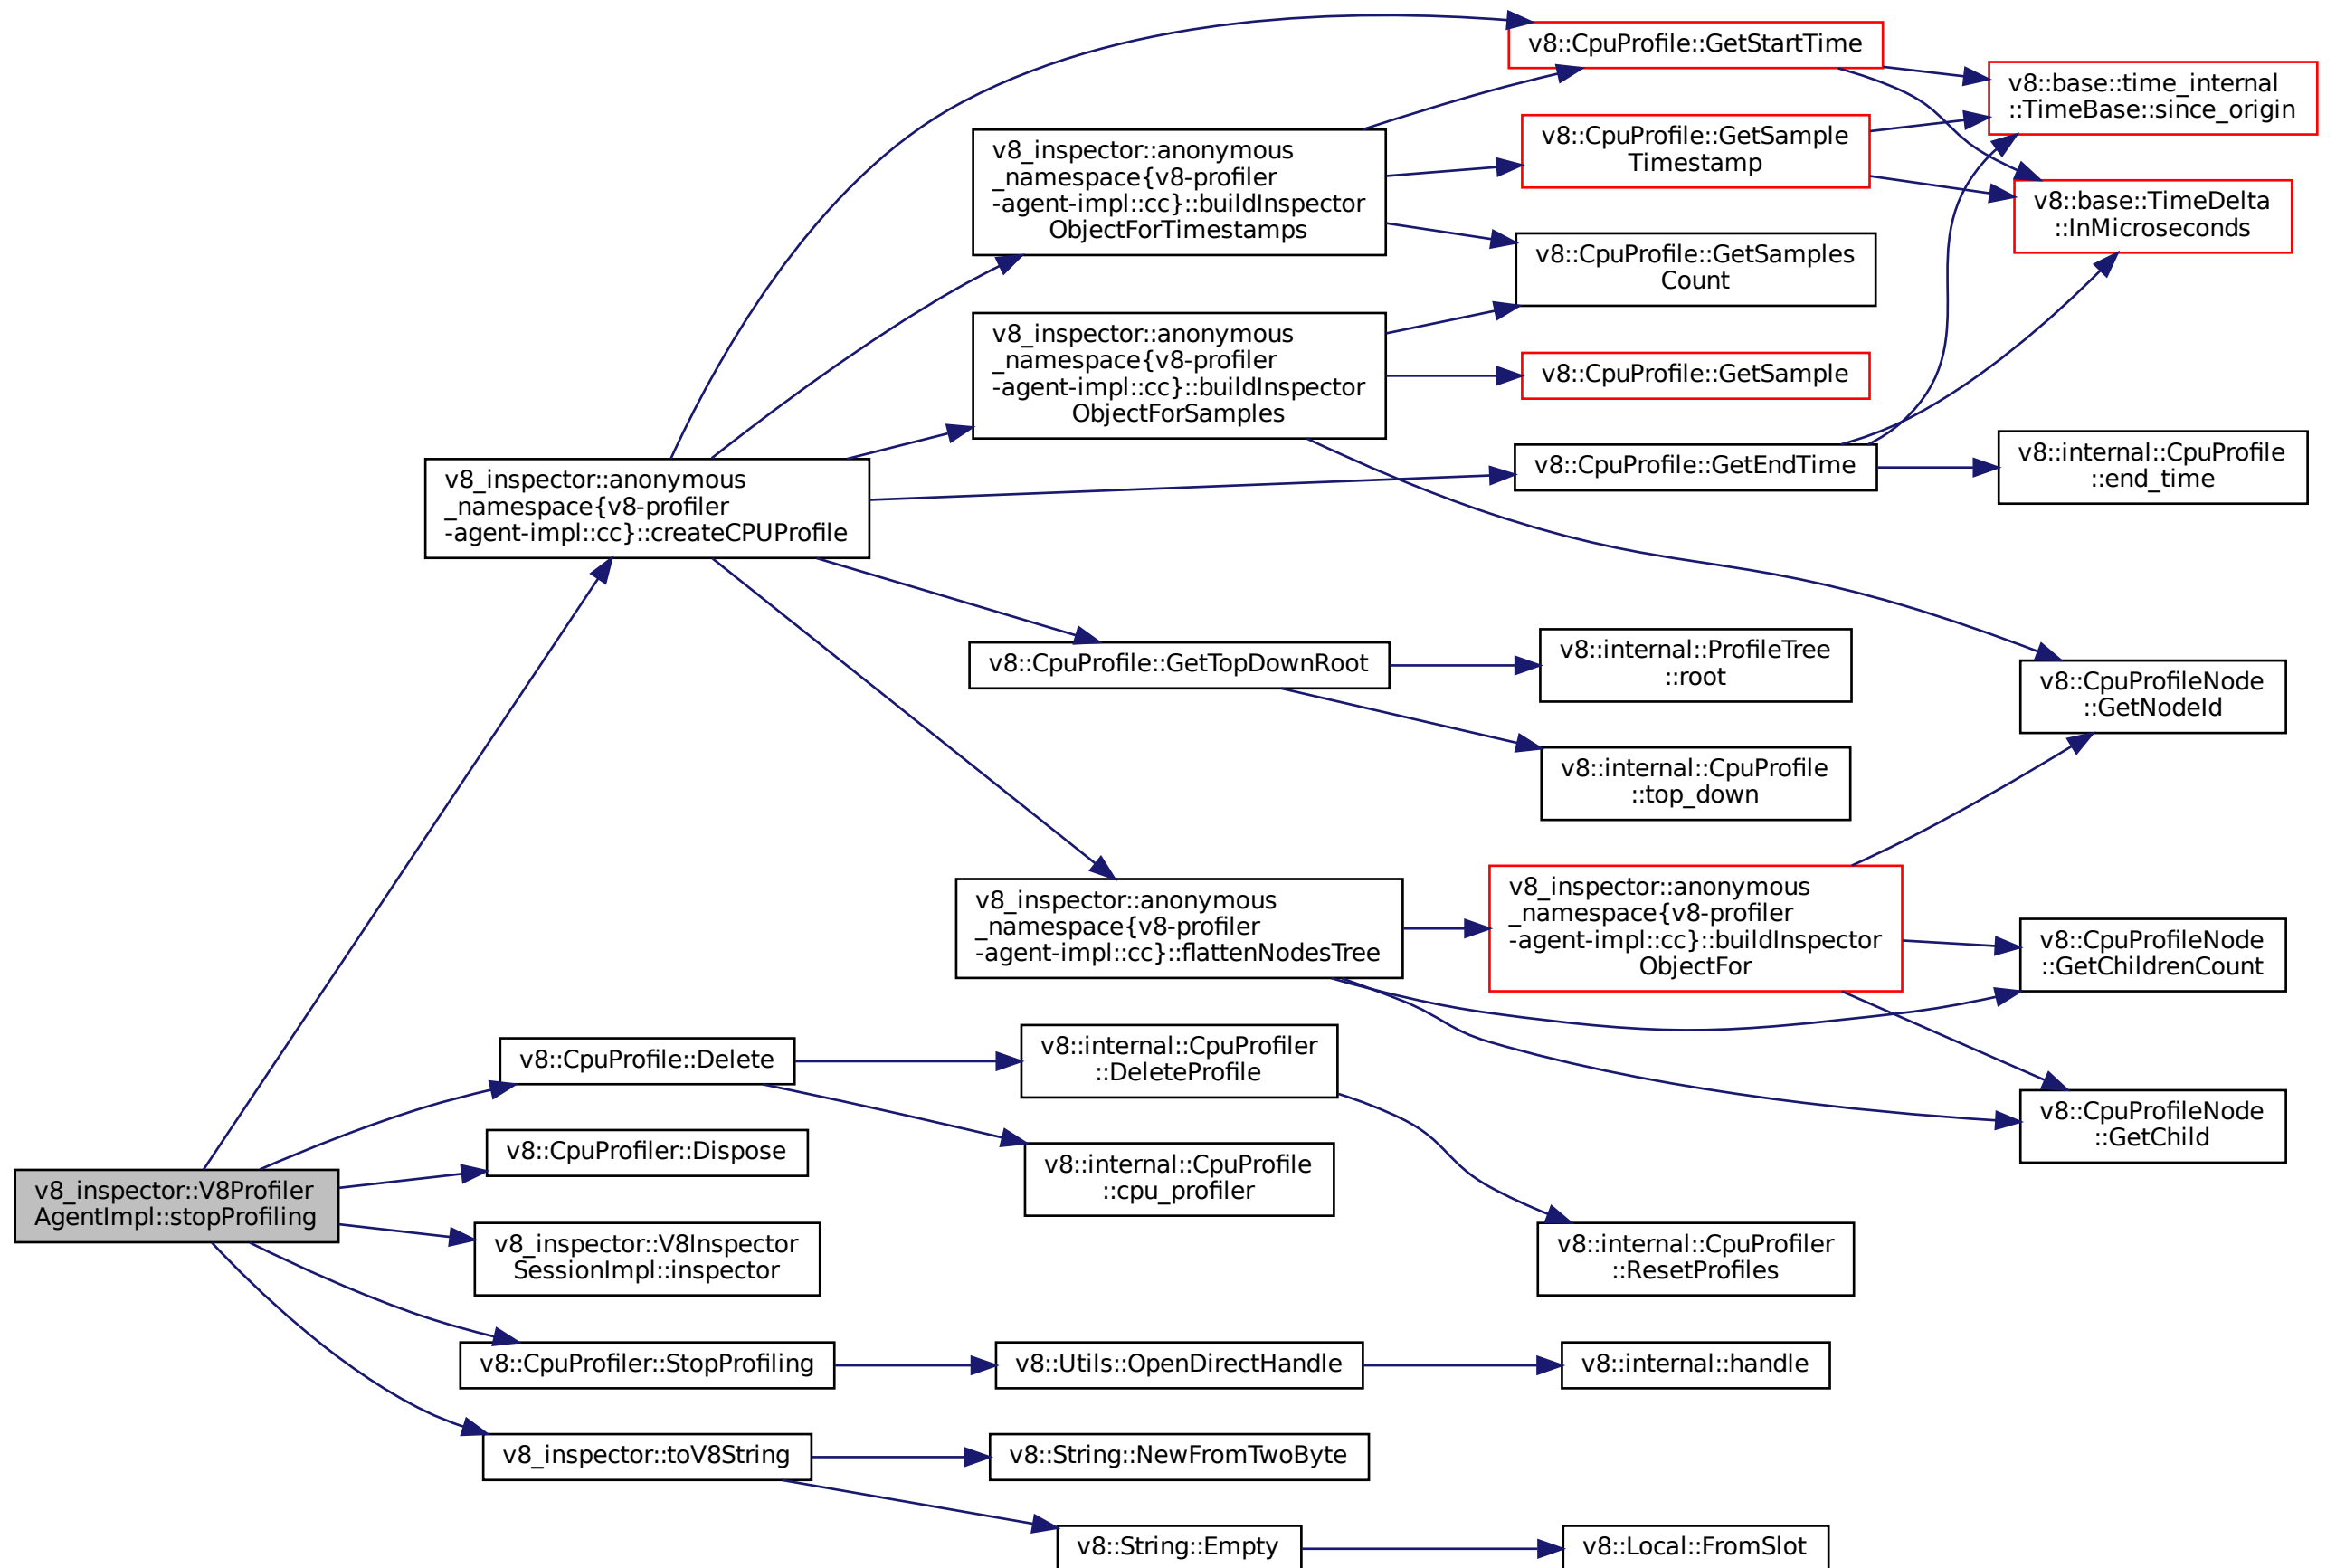 v8_inspector::V8Profiler
AgentImpl::stopProfiling
v8_inspector::anonymous
_namespace{v8-profiler
-agent-impl::cc}::createCPUProfile
v8::CpuProfile::Delete
v8::CpuProfiler::Dispose
v8_inspector::V8Inspector
SessionImpl::inspector
v8::CpuProfiler::StopProfiling
v8_inspector::toV8String
v8_inspector::anonymous
_namespace{v8-profiler
-agent-impl::cc}::buildInspector
ObjectForTimestamps
v8_inspector::anonymous
_namespace{v8-profiler
-agent-impl::cc}::buildInspector
ObjectForSamples
v8::CpuProfile::GetTopDownRoot
v8_inspector::anonymous
_namespace{v8-profiler
-agent-impl::cc}::flattenNodesTree
v8::internal::CpuProfiler
::DeleteProfile
v8::internal::CpuProfile
::cpu_profiler
v8::Utils::OpenDirectHandle
v8::String::NewFromTwoByte
v8::String::Empty
v8::CpuProfile::GetStartTime
v8::CpuProfile::GetSample
Timestamp
v8::CpuProfile::GetSamples
Count
v8::CpuProfile::GetSample
v8::CpuProfile::GetEndTime
v8::internal::ProfileTree
::root
v8::internal::CpuProfile
::top_down
v8_inspector::anonymous
_namespace{v8-profiler
-agent-impl::cc}::buildInspector
ObjectFor
v8::internal::CpuProfiler
::ResetProfiles
v8::internal::handle
v8::Local::FromSlot
v8::base::time_internal
::TimeBase::since_origin
v8::base::TimeDelta
::InMicroseconds
v8::internal::CpuProfile
::end_time
v8::CpuProfileNode
::GetNodeId
v8::CpuProfileNode
::GetChildrenCount
v8::CpuProfileNode
::GetChild